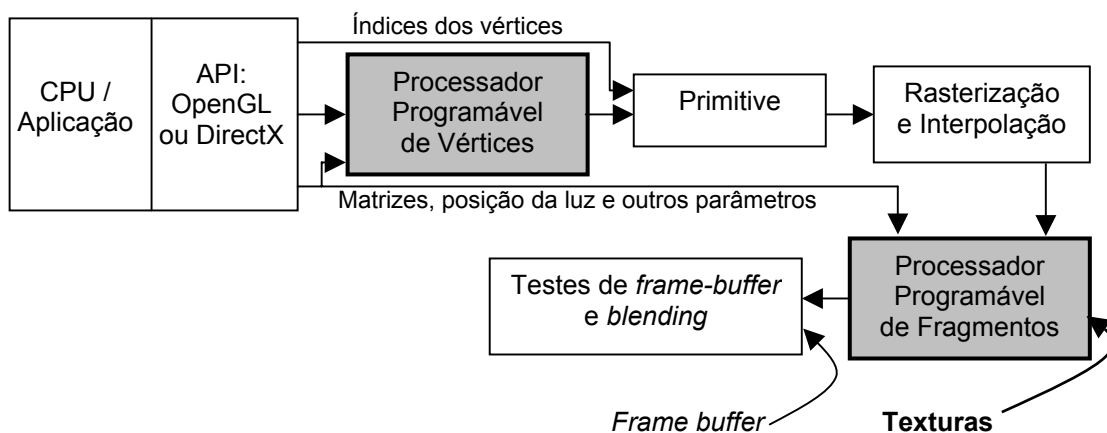 Índices dos vértices
CPU /
Aplicação
API:
OpenGL
ou DirectX
Processador
Programável
de Vértices
Primitive
Rasterização
e Interpolação
Matrizes, posição da luz e outros parâmetros
Testes de frame-buffer
e blending
Processador
Programável
de Fragmentos
Frame buffer
Texturas